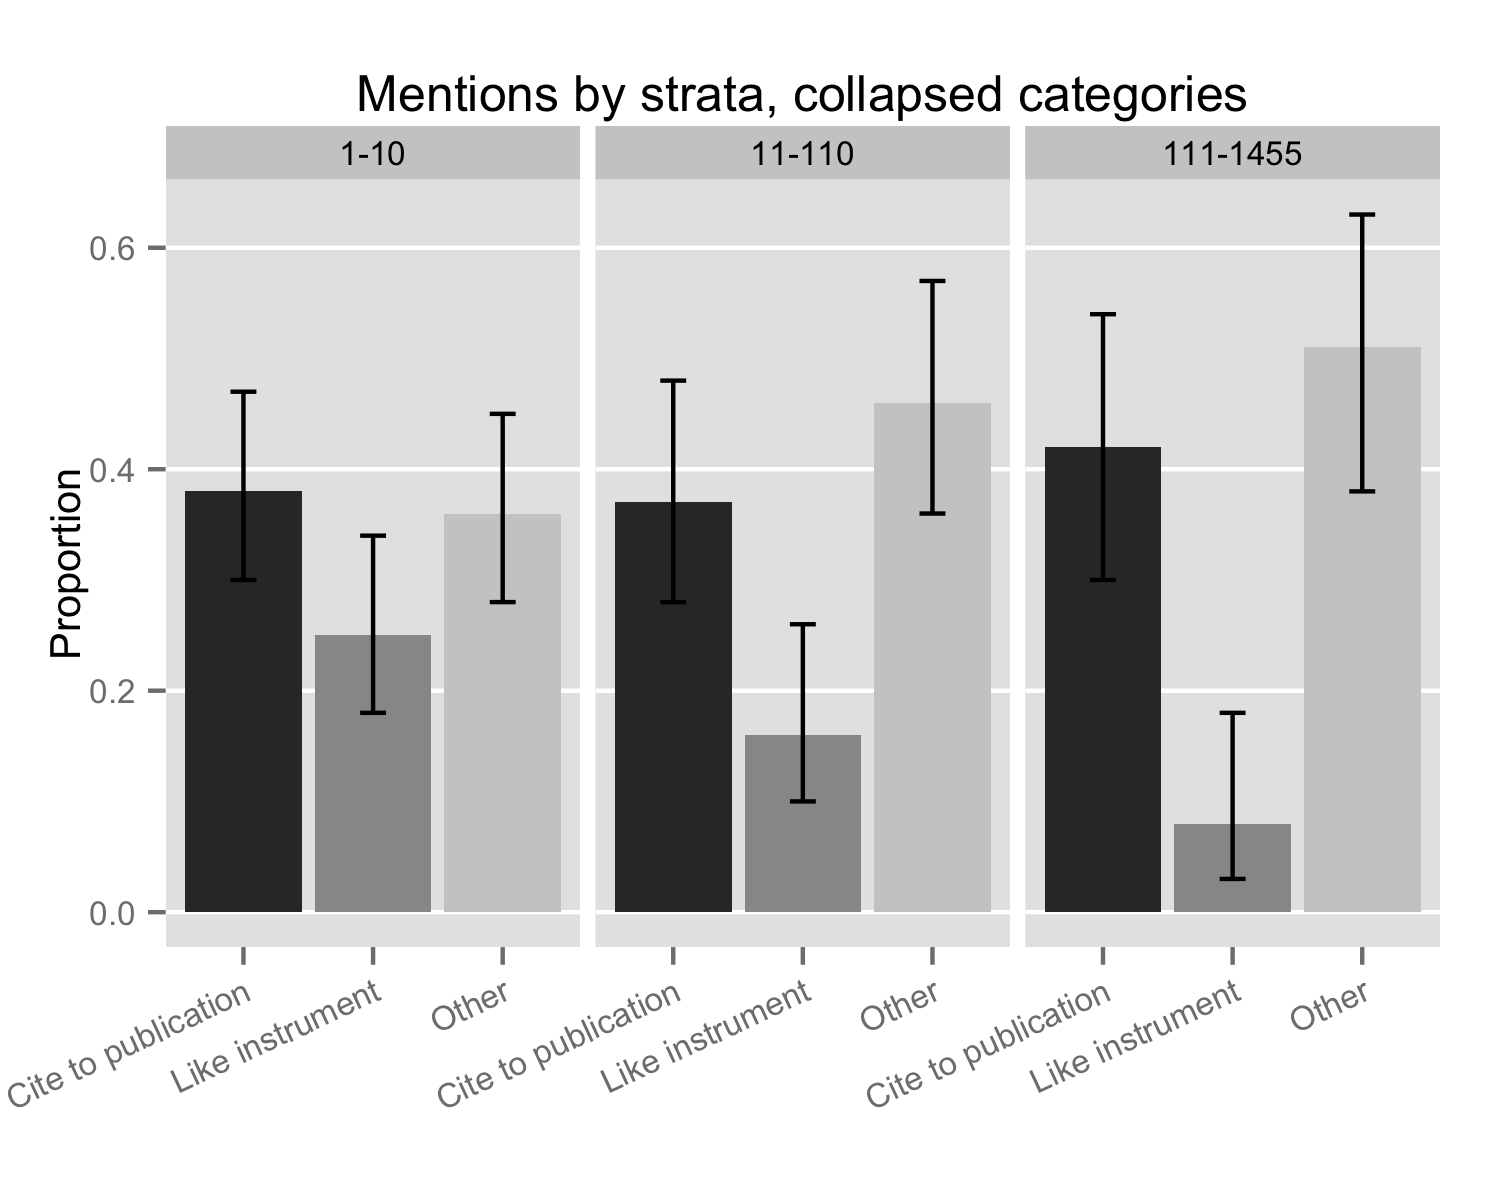 Mentions by strata, collapsed categories
1-10 11-110 111-1455
Proportion
0.6
0.4
0.2
0.0
Cite to publication Like instrument Other Cite to publication Like instrument Other Cite to publication Like instrument Other